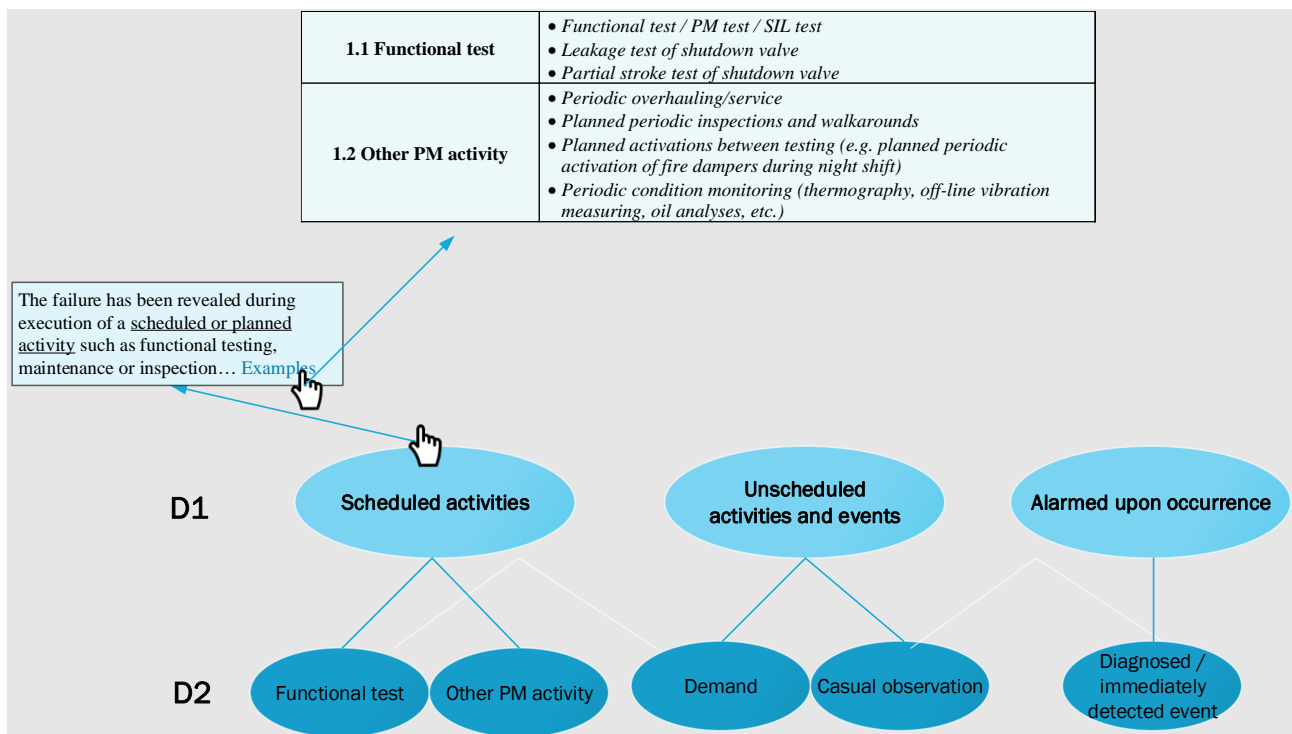 1.1 Functional test
• Functional test / PM test / SIL test
• Leakage test of shutdown valve
• Partial stroke test of shutdown valve
1.2 Other PM activity
• Periodic overhauling/service
• Planned periodic inspections and walkarounds
• Planned activations between testing (e.g. planned periodic
activation of fire dampers during night shift)
• Periodic condition monitoring (thermography, off-line vibration
measuring, oil analyses, etc.)
The failure has been revealed during
execution of a scheduled or planned
activity such as functional testing,
maintenance or inspection… Examples
D1
Scheduled activities
Unscheduled
activities and events
Alarmed upon occurrence
D2
Functional test
Other PM activity
Demand
Casual observation
Diagnosed /
immediately
detected event